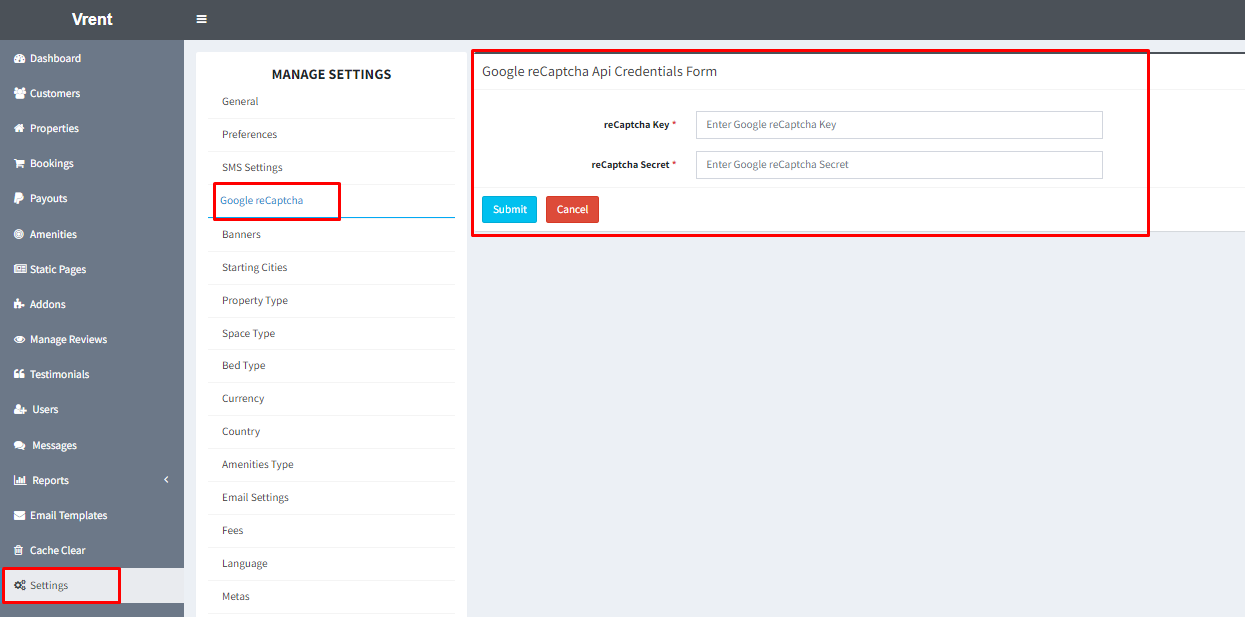 Vrent
Dashboard
Customers
Properties
Bookings
Payouts
Amenities
Static Pages
Addons
Manage Reviews
Testimonials
Users
Messages
Reports
Email Templates
Cache Clear
Settings
MANAGE SETTINGS
General
Preferences
SMS Settings
Google reCaptcha
Banners
Starting Cities
Property Type
Space Type
Bed Type
Currency
Country
Amenities Type
Email Settings
Fees
Language
Metas
Google reCaptcha Api Credentials Form
reCaptcha Key * Enter Google reCaptcha Key
reCaptcha Secret * Enter Google reCaptcha Secret
Submit Cancel